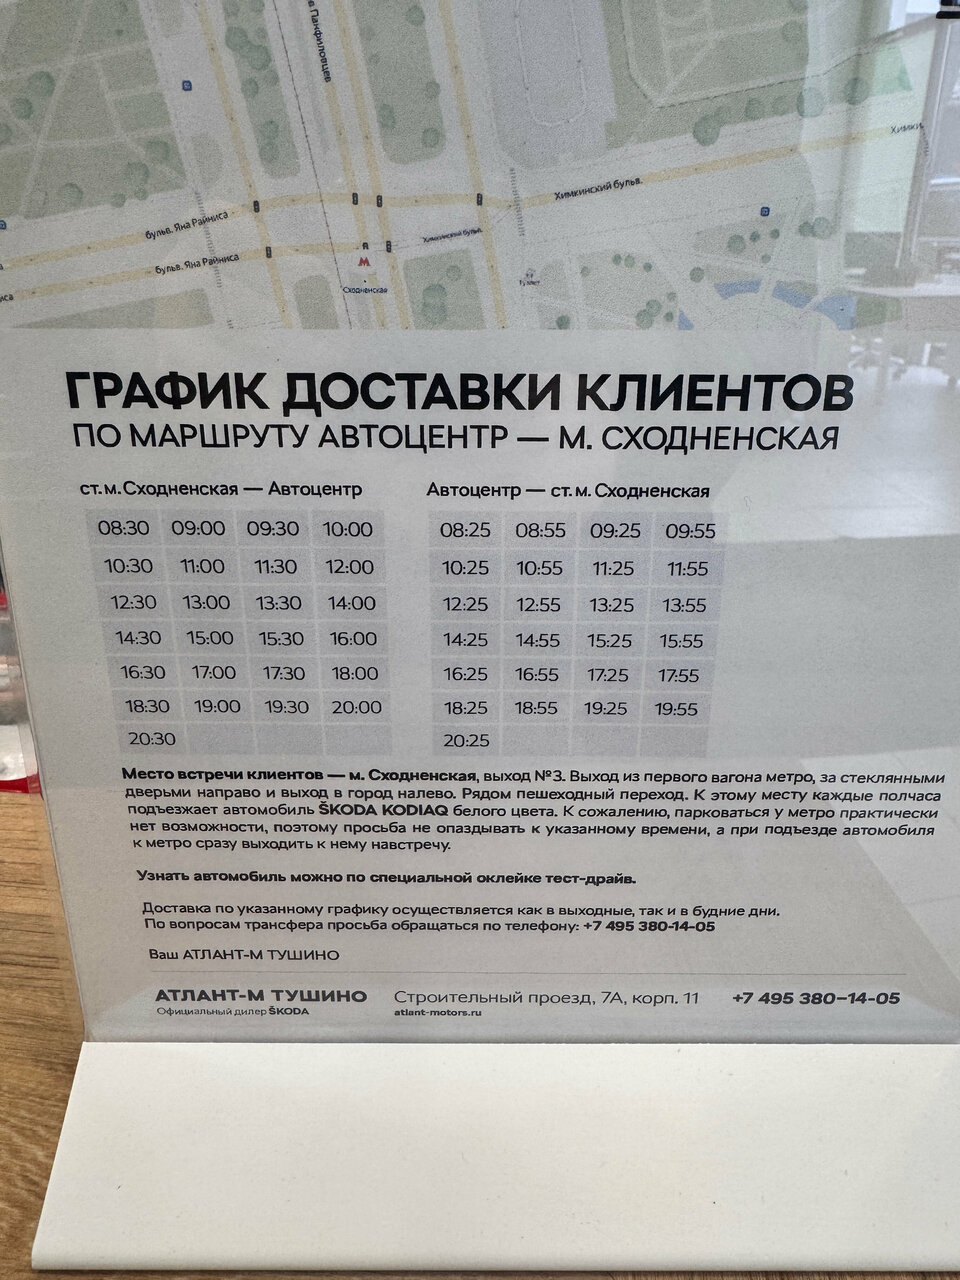 в Панфиловцев
Химки
Химкинский бульв.
бульв. Яна Райниса
Химкинский бульв.
бульв. Яна Райниса
Сходненская
Туалет
ГРАФИК ДОСТАВКИ КЛИЕНТОВ
ПО МАРШРУТУ АВТОЦЕНТР — М. СХОДНЕНСКАЯ
ст. м. Сходненская — Автоцентр
08:30 09:00 09:30 10:00
10:30 11:00 11:30 12:00
12:30 13:00 13:30 14:00
14:30 15:00 15:30 16:00
16:30 17:00 17:30 18:00
18:30 19:00 19:30 20:00
20:30
Автоцентр — ст. м. Сходненская
08:25 08:55 09:25 09:55
10:25 10:55 11:25 11:55
12:25 12:55 13:25 13:55
14:25 14:55 15:25 15:55
16:25 16:55 17:25 17:55
18:25 18:55 19:25 19:55
20:25
Место встречи клиентов — м. Сходненская, выход №3. Выход из первого вагона метро, за стеклянными
дверьми направо и выход в город налево. Рядом пешеходный переход. К этому месту каждые полчаса
подъезжает автомобиль ŠKODA KODIAQ белого цвета. К сожалению, парковаться у метро практически
нет возможности, поэтому просьба не опаздывать к указанному времени, а при подъезде автомобиля
к метро сразу выходить к нему навстречу.
Узнать автомобиль можно по специальной оклейке тест-драйв.
Доставка по указанному графику осуществляется как в выходные, так и в будние дни.
По вопросам трансфера просьба обращаться по телефону: +7 495 380-14-05
Ваш АТЛАНТ-М ТУШИНО
АТЛАНТ-М ТУШИНО
Официальный дилер ŠKODA
Строительный проезд, 7А, корп. 11
atlant-motors.ru
+7 495 380-14-05